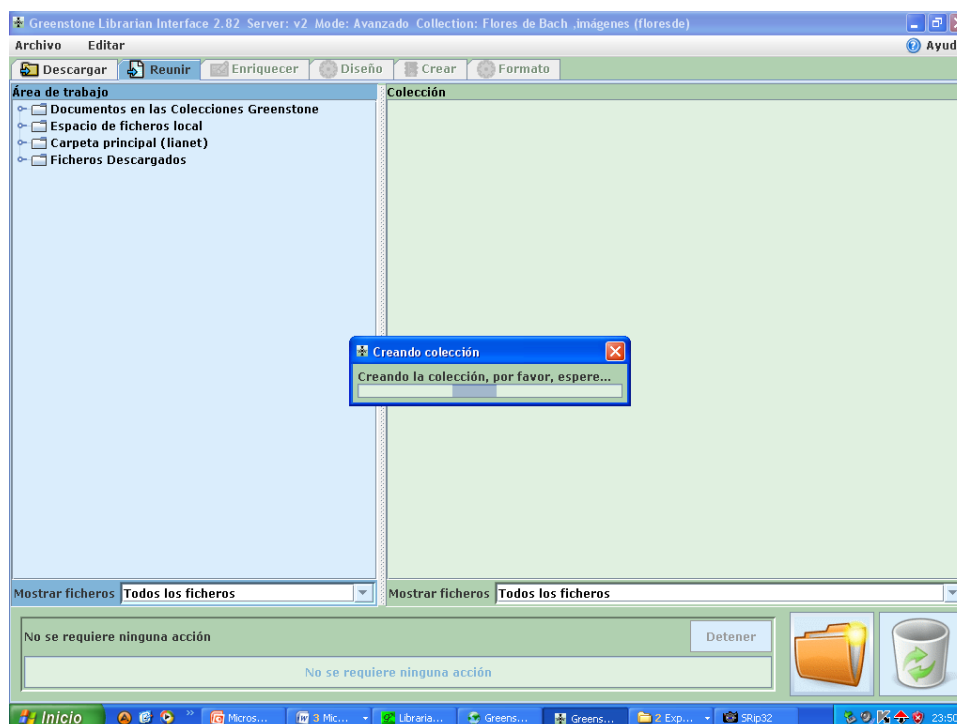 Greenstone Librarian Interface 2.82 Server: v2 Mode: Avanzado Collection: Flores de Bach ,imágenes (floresde)
Archivo Editar Ayud
Descargar Reunir Enriquecer Diseño Crear Formato
Área de trabajo
Colección
Documentos en las Colecciones Greenstone
Espacio de ficheros local
Carpeta principal (lianet)
Ficheros Descargados
Creando colección
Creando la colección, por favor, espere...
Mostrar ficheros Todos los ficheros
Mostrar ficheros Todos los ficheros
No se requiere ninguna acción
Detener
No se requiere ninguna acción
Inicio » Micros... 3 Mic... Libraria... Greens... Greens... 2 Exp... SRip32 23:50